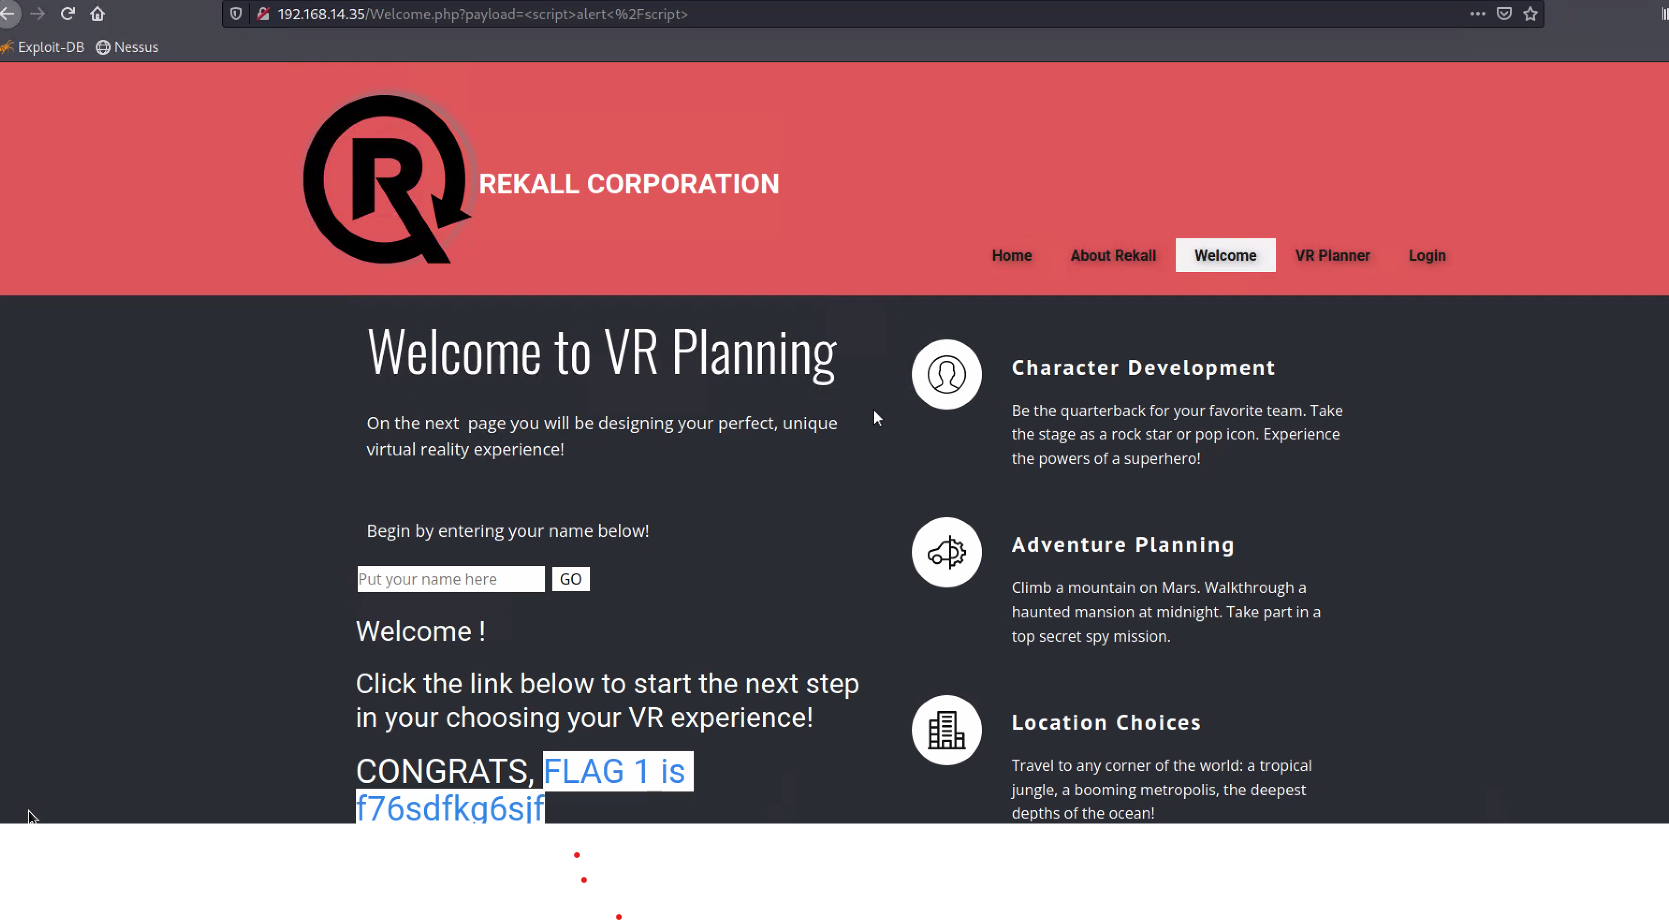 192.168.14.35/Welcome.php?payload=<script>alert<%2Fscript>
Exploit-DB
Nessus
R
REKALL CORPORATION
Home
About Rekall
Welcome
VR Planner
Login
Welcome to VR Planning
On the next page you will be designing your perfect, unique
virtual reality experience!
Begin by entering your name below!
Put your name here
GO
Welcome !
Click the link below to start the next step
in your choosing your VR experience!
CONGRATS, FLAG 1 is
f76sdfkg6sjf
Character Development
Be the quarterback for your favorite team. Take
the stage as a rock star or pop icon. Experience
the powers of a superhero!
Adventure Planning
Climb a mountain on Mars. Walkthrough a
haunted mansion at midnight. Take part in a
top secret spy mission.
Location Choices
Travel to any corner of the world: a tropical
jungle, a booming metropolis, the deepest
depths of the ocean!